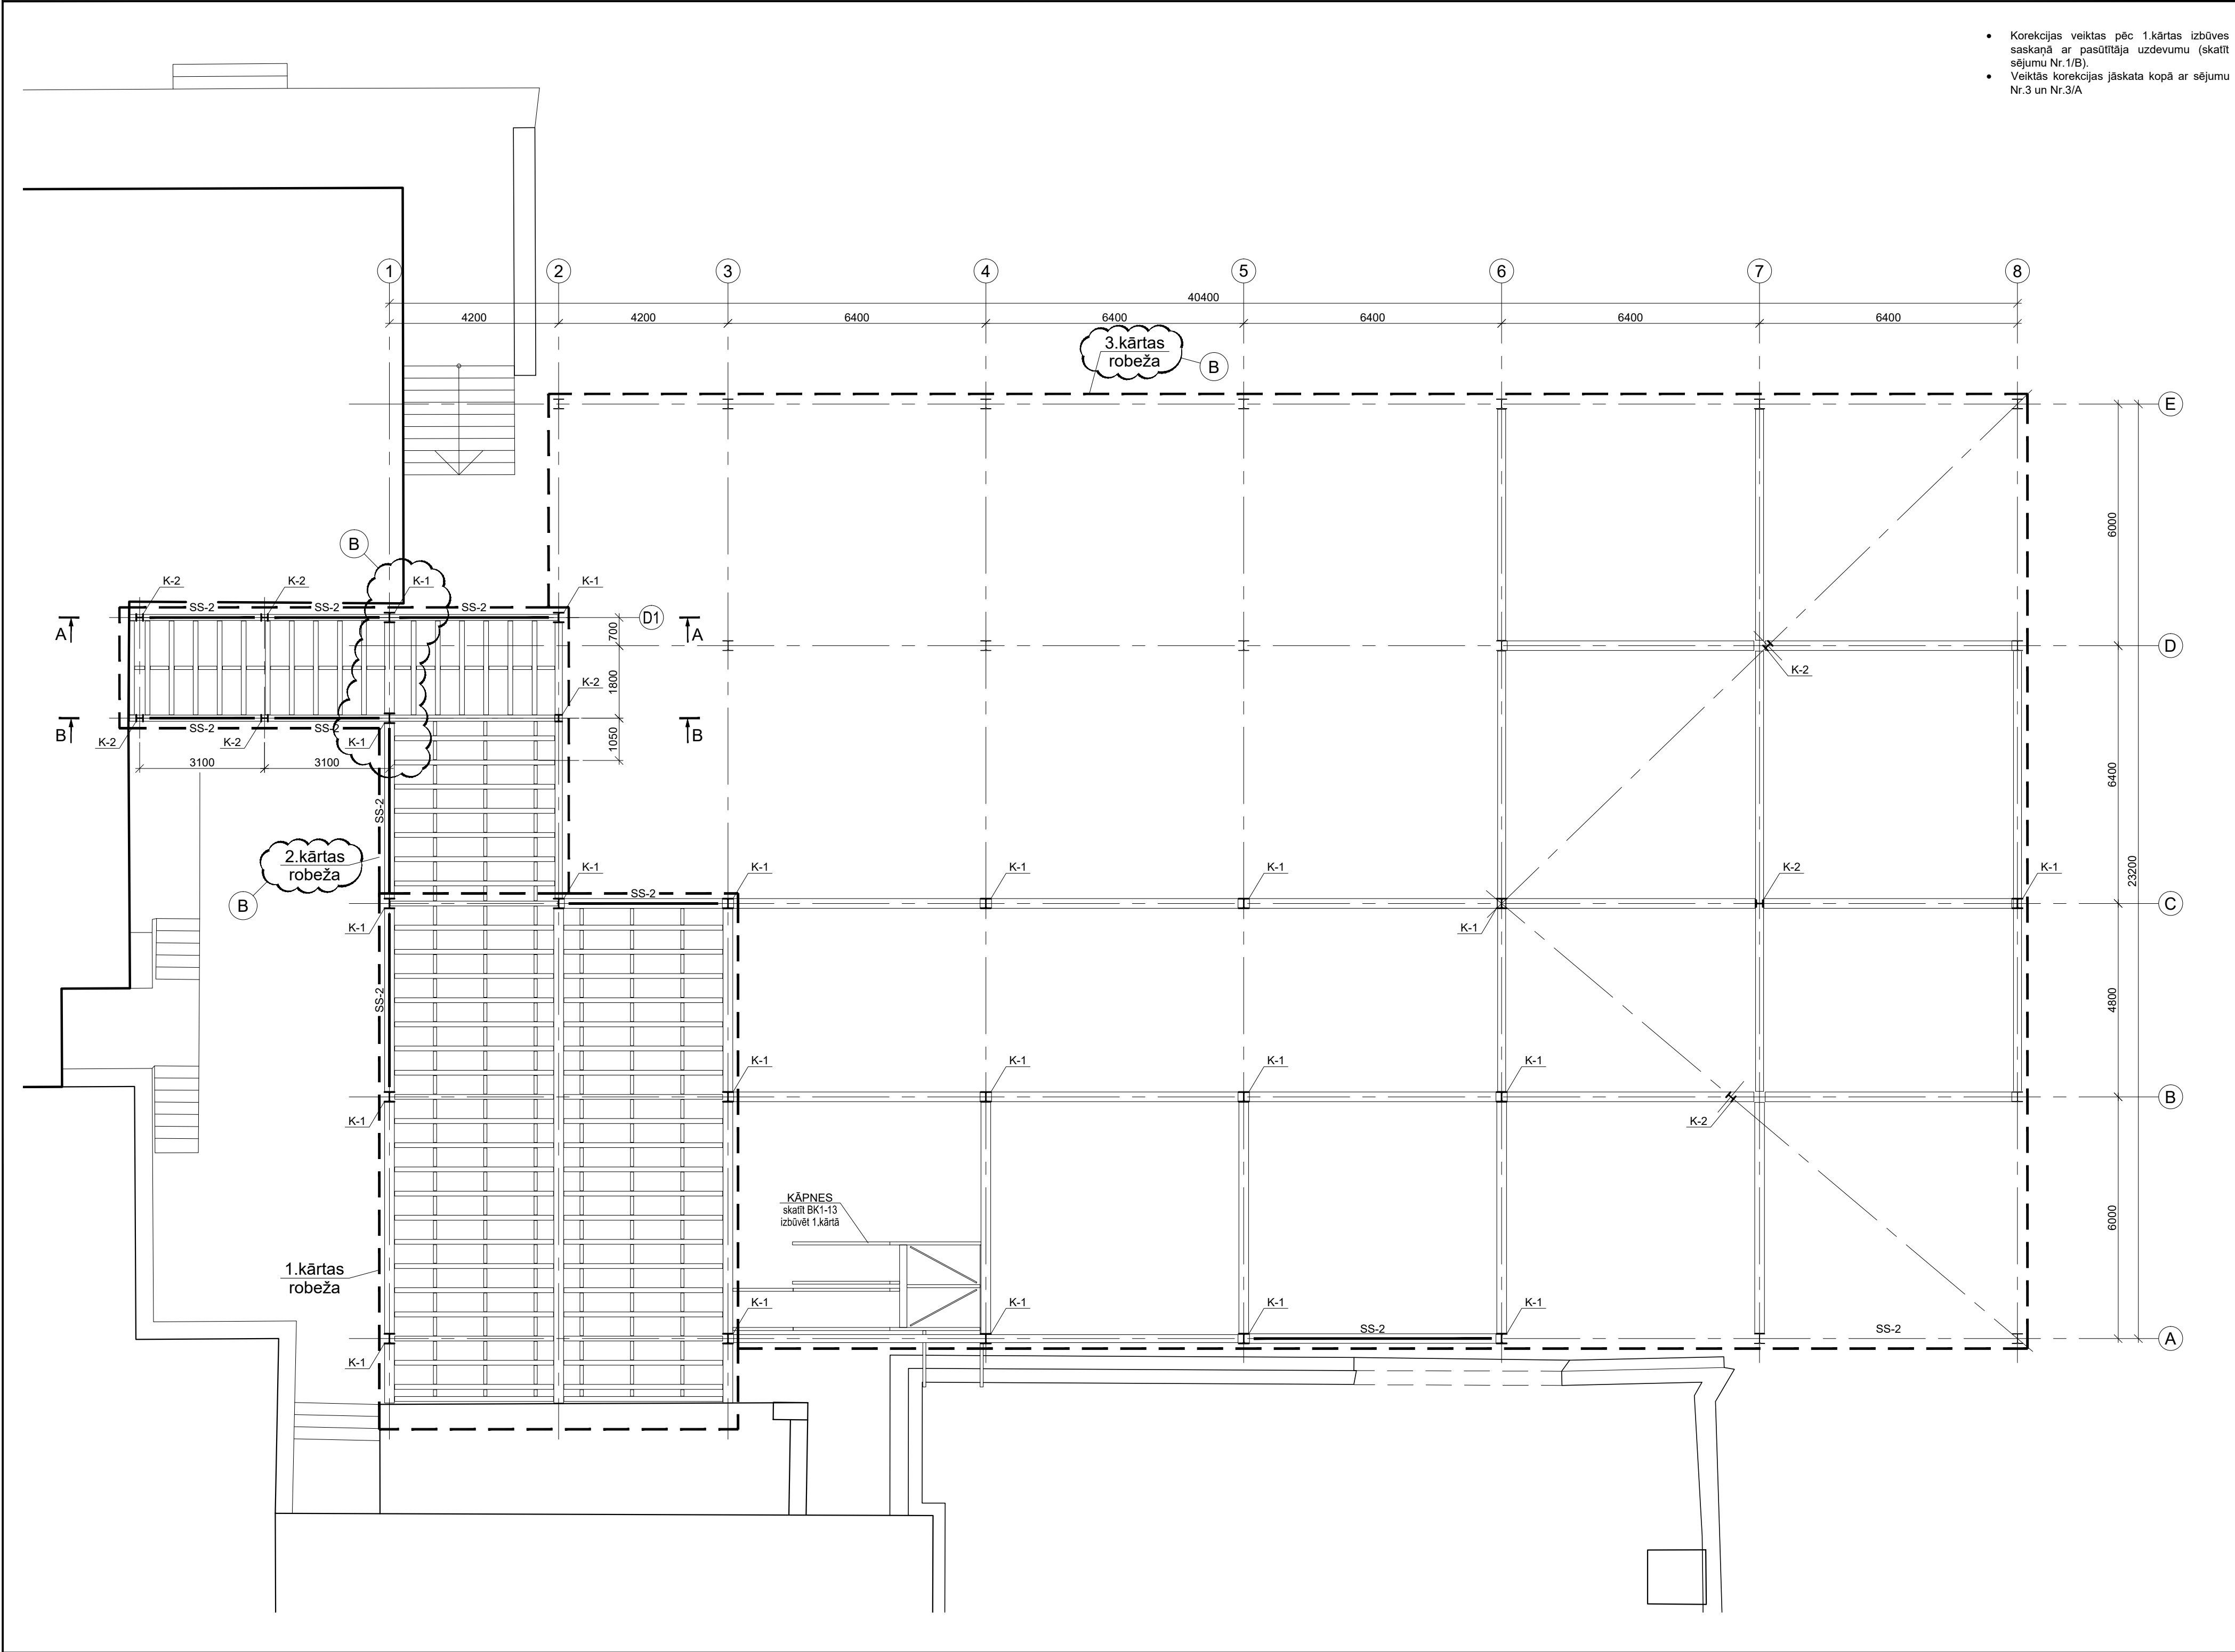 • Korekcijas veiktas pēc 1.kārtas izbūves
saskaņā ar pasūtītāja uzdevumu (skatīt
sējumu Nr.1/B).
• Veiktās korekcijas jāskata kopā ar sējumu
Nr.3 un Nr.3/A
1 2 3 4 5 6 7 8
40400
4200 4200 6400 6400 6400 6400 6400
3.kārtas
robeža
B
E
6000
B
K-2 K-2 K-1 K-1
SS-2 SS-2 SS-2
D1
A A
700
D
K-2
K-2
1800
B B
SS-2 SS-2
K-2 K-2 K-1
1050
3100 3100
6400
SS-2
2.kārtas
robeža
B
23200
K-1 K-1 K-1 K-1 K-2 K-1
SS-2
C
K-1 K-1
SS-2
4800
K-1 K-1 K-1 K-1
B
K-1 K-2
KĀPNES
skatīt BK1-13
izbūvēt 1.kārtā
6000
1.kārtas
robeža
K-1 K-1 K-1 K-1
SS-2 SS-2
A
K-1